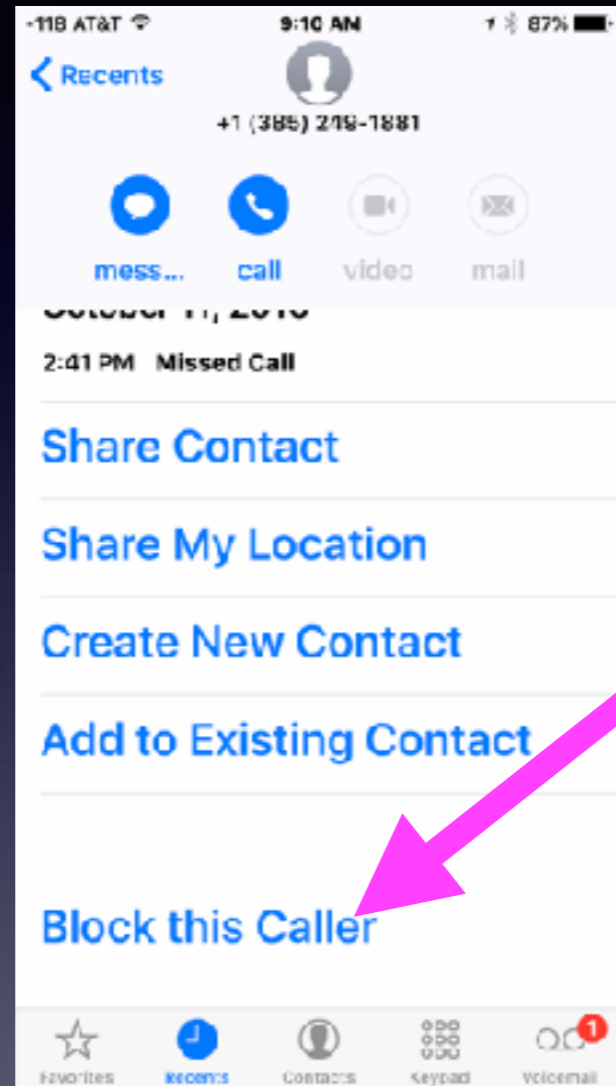 -118 AT&T 9:10 AM 87%
Recents
+1 (385) 249-1881
mess... call video mail
2:41 PM Missed Call
Share Contact
Share My Location
Create New Contact
Add to Existing Contact
Block this Caller
1
Favorites Recents Contacts Keypad Voicemail